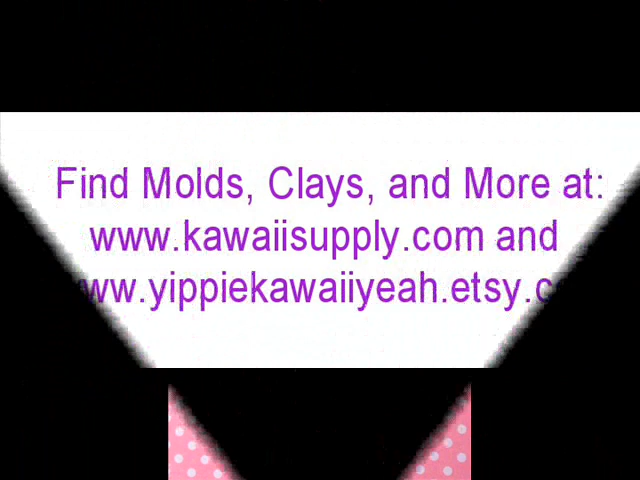 Find Molds, Clays, and More at:
www.kawaiisupply.com and
ww.yippiekawaiiyeah.etsy.c